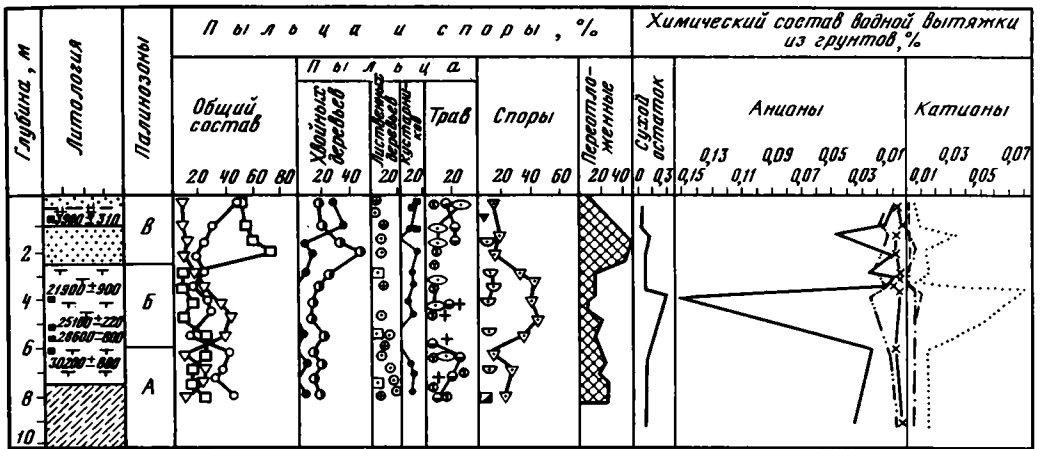 Пыльца и споры, %
Химический состав водной вытяжки
из грунтов, %
Глубина, м
Литология
Палинозоны
Пыльца
Общий
состав
Хвойных
деревьев
Лиственных
деревьев
Кустарни-
ков
Трав
Споры
Переотло-
женные
Сухой
остаток
Анионы
Катионы
20 40 60 80
20 40
20
20
20
20 40 60
20 40
0 0,3
0,13 0,09 0,05 0,01
0,15 0,11 0,07 0,03
0,03 0,07
0,01 0,05
3900±310
В
2
21900±900
Б
4
25100±220
28600-800
6
30200±800
А
8
10